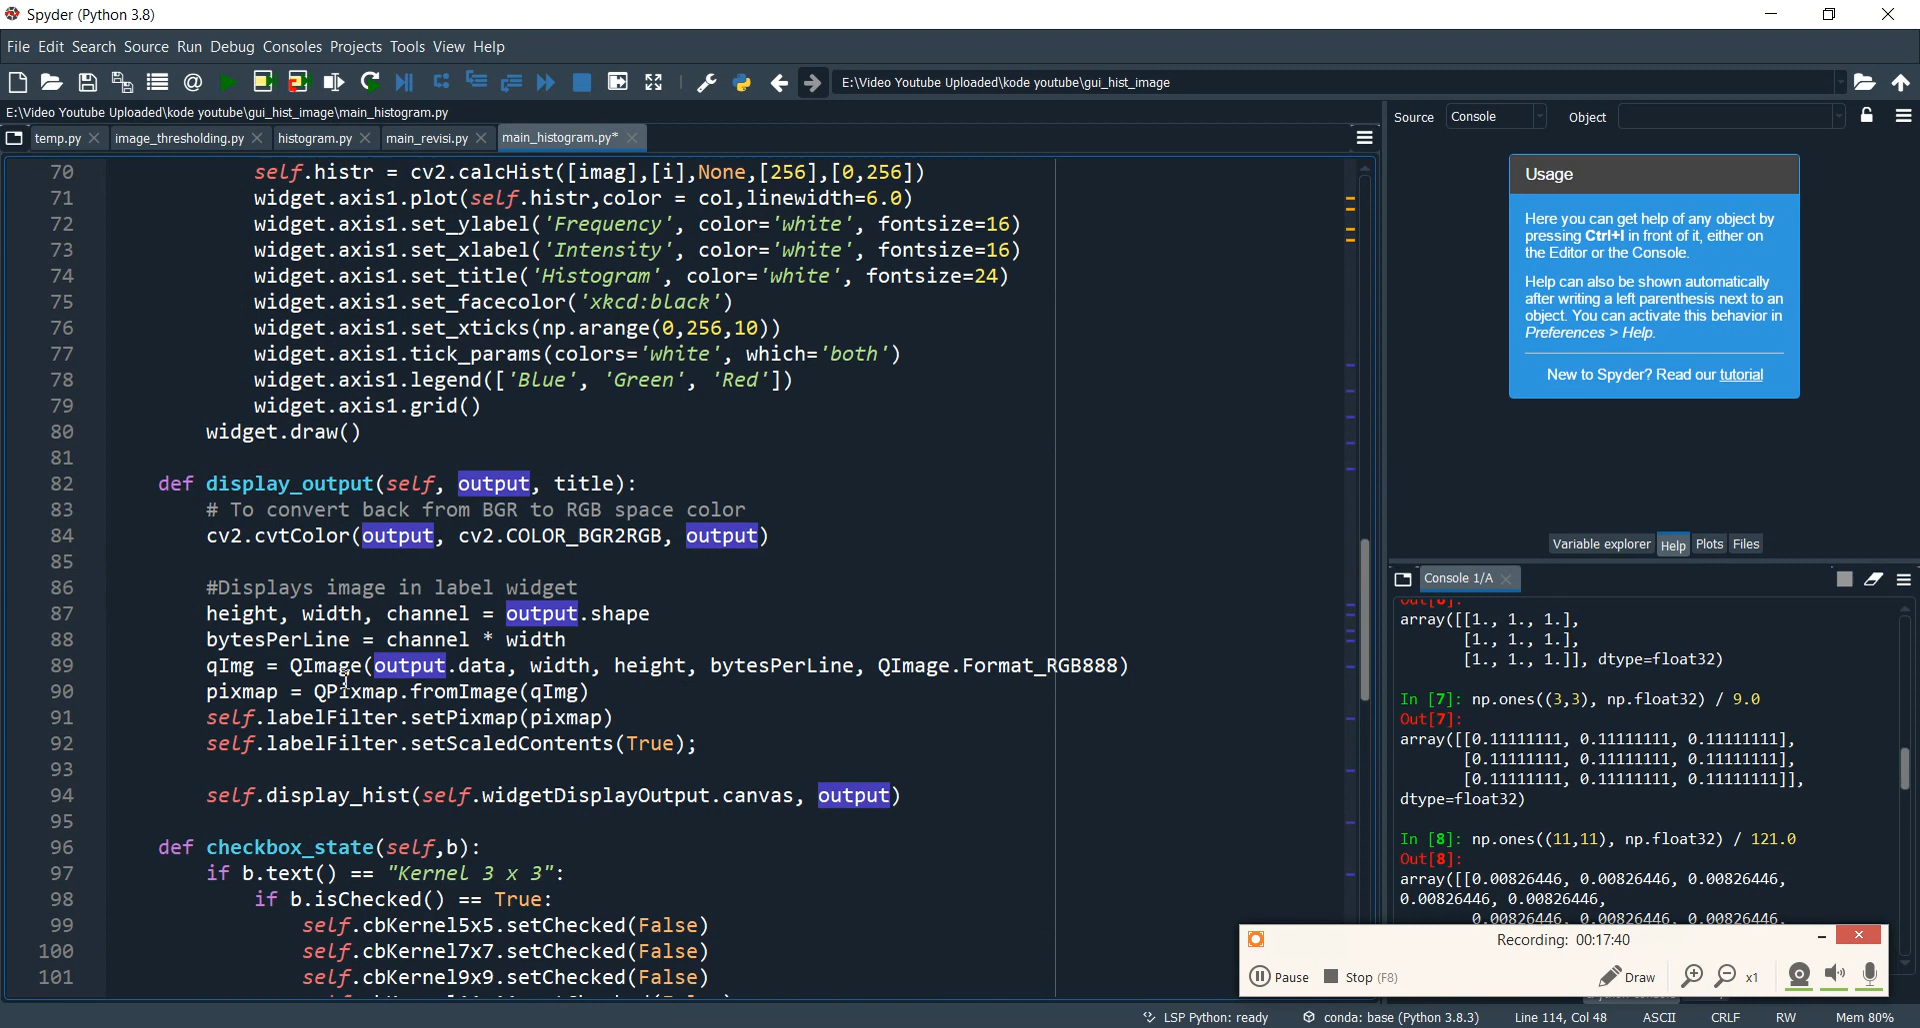 Spyder (Python 3.8)
File Edit Search Source Run Debug Consoles Projects Tools View Help
E:\Video Youtube Uploaded\kode youtube\gui_hist_image
E:\Video Youtube Uploaded\kode youtube\gui_hist_image\main_histogram.py
temp.py image_thresholding.py histogram.py main_revisi.py main_histogram.py*
70 self.histr = cv2.calcHist([imag],[i],None,[256],[0,256])
71 widget.axis1.plot(self.histr,color = col,linewidth=6.0)
72 widget.axis1.set_ylabel('Frequency', color='white', fontsize=16)
73 widget.axis1.set_xlabel('Intensity', color='white', fontsize=16)
74 widget.axis1.set_title('Histogram', color='white', fontsize=24)
75 widget.axis1.set_facecolor('xkcd:black')
76 widget.axis1.set_xticks(np.arange(0,256,10))
77 widget.axis1.tick_params(colors='white', which='both')
78 widget.axis1.legend(['Blue', 'Green', 'Red'])
79 widget.axis1.grid()
80 widget.draw()
81
82 def display_output(self, output, title):
83 # To convert back from BGR to RGB space color
84 cv2.cvtColor(output, cv2.COLOR_BGR2RGB, output)
85
86 #Displays image in label widget
87 height, width, channel = output.shape
88 bytesPerLine = channel * width
89 qImg = QImage(output.data, width, height, bytesPerLine, QImage.Format_RGB888)
90 pixmap = QPixmap.fromImage(qImg)
91 self.labelFilter.setPixmap(pixmap)
92 self.labelFilter.setScaledContents(True);
93
94 self.display_hist(self.widgetDisplayOutput.canvas, output)
95
96 def checkbox_state(self,b):
97 if b.text() == "Kernel 3 x 3":
98 if b.isChecked() == True:
99 self.cbKernel5x5.setChecked(False)
100 self.cbKernel7x7.setChecked(False)
101 self.cbKernel9x9.setChecked(False)
Source Console Object
Usage
Here you can get help of any object by
pressing Ctrl+I in front of it, either on
the Editor or the Console.
Help can also be shown automatically
after writing a left parenthesis next to an
object. You can activate this behavior in
Preferences > Help.
New to Spyder? Read our tutorial
Variable explorer Help Plots Files
Console 1/A
Out[6]:
array([[1., 1., 1.],
[1., 1., 1.],
[1., 1., 1.]], dtype=float32)
In [7]: np.ones((3,3), np.float32) / 9.0
Out[7]:
array([[0.11111111, 0.11111111, 0.11111111],
[0.11111111, 0.11111111, 0.11111111],
[0.11111111, 0.11111111, 0.11111111]],
dtype=float32)
In [8]: np.ones((11,11), np.float32) / 121.0
Out[8]:
array([[0.00826446, 0.00826446, 0.00826446,
0.00826446, 0.00826446,
0.00826446, 0.00826446, 0.00826446,
Recording: 00:17:40
Pause Stop (F8) Draw x1
LSP Python: ready conda: base (Python 3.8.3) Line 114, Col 48 ASCII CRLF RW Mem 80%